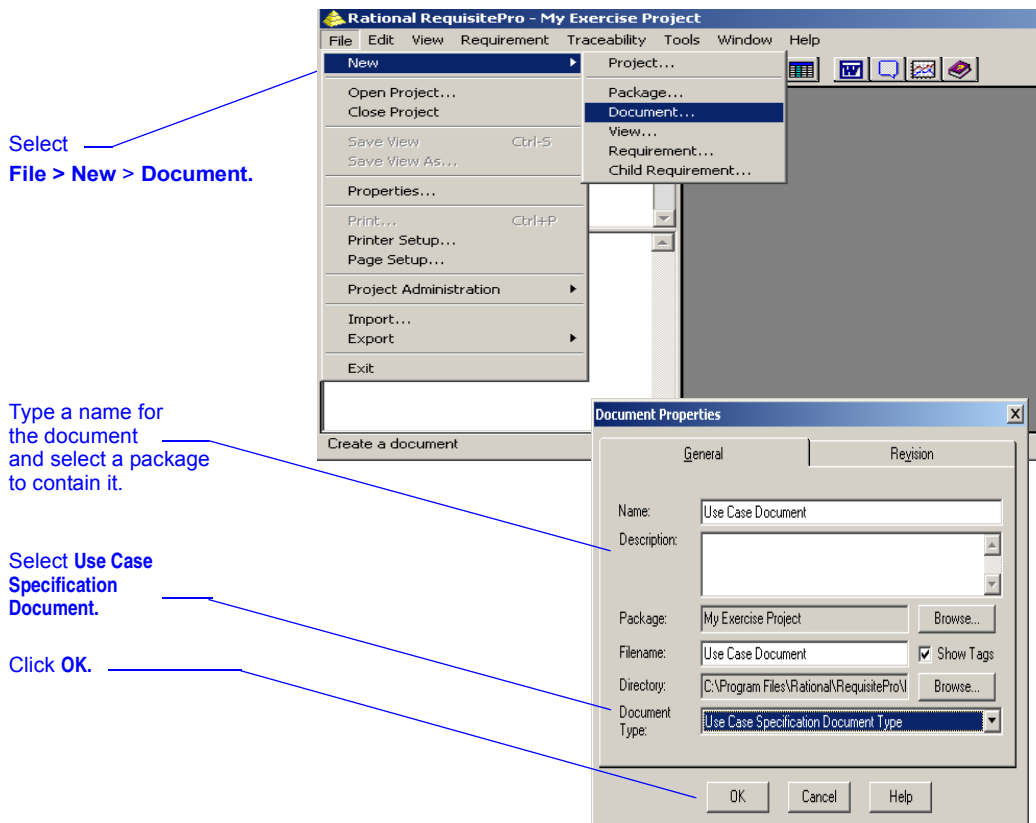 Rational RequisitePro - My Exercise Project
File Edit View Requirement Traceability Tools Window Help
New
Open Project...
Close Project
Save View Ctrl-S
Save View As...
Properties...
Print... Ctrl+P
Printer Setup...
Page Setup...
Project Administration
Import...
Export
Exit
Project...
Package...
Document...
View...
Requirement...
Child Requirement...
Create a document
Select
File > New > Document.
Type a name for
the document
and select a package
to contain it.
Select Use Case
Specification
Document.
Click OK.
Document Properties
General Revision
Name: Use Case Document
Description:
Package: My Exercise Project Browse...
Filename: Use Case Document Show Tags
Directory: C:\Program Files\Rational\RequisitePro\ Browse...
Document
Type: Use Case Specification Document Type
OK Cancel Help